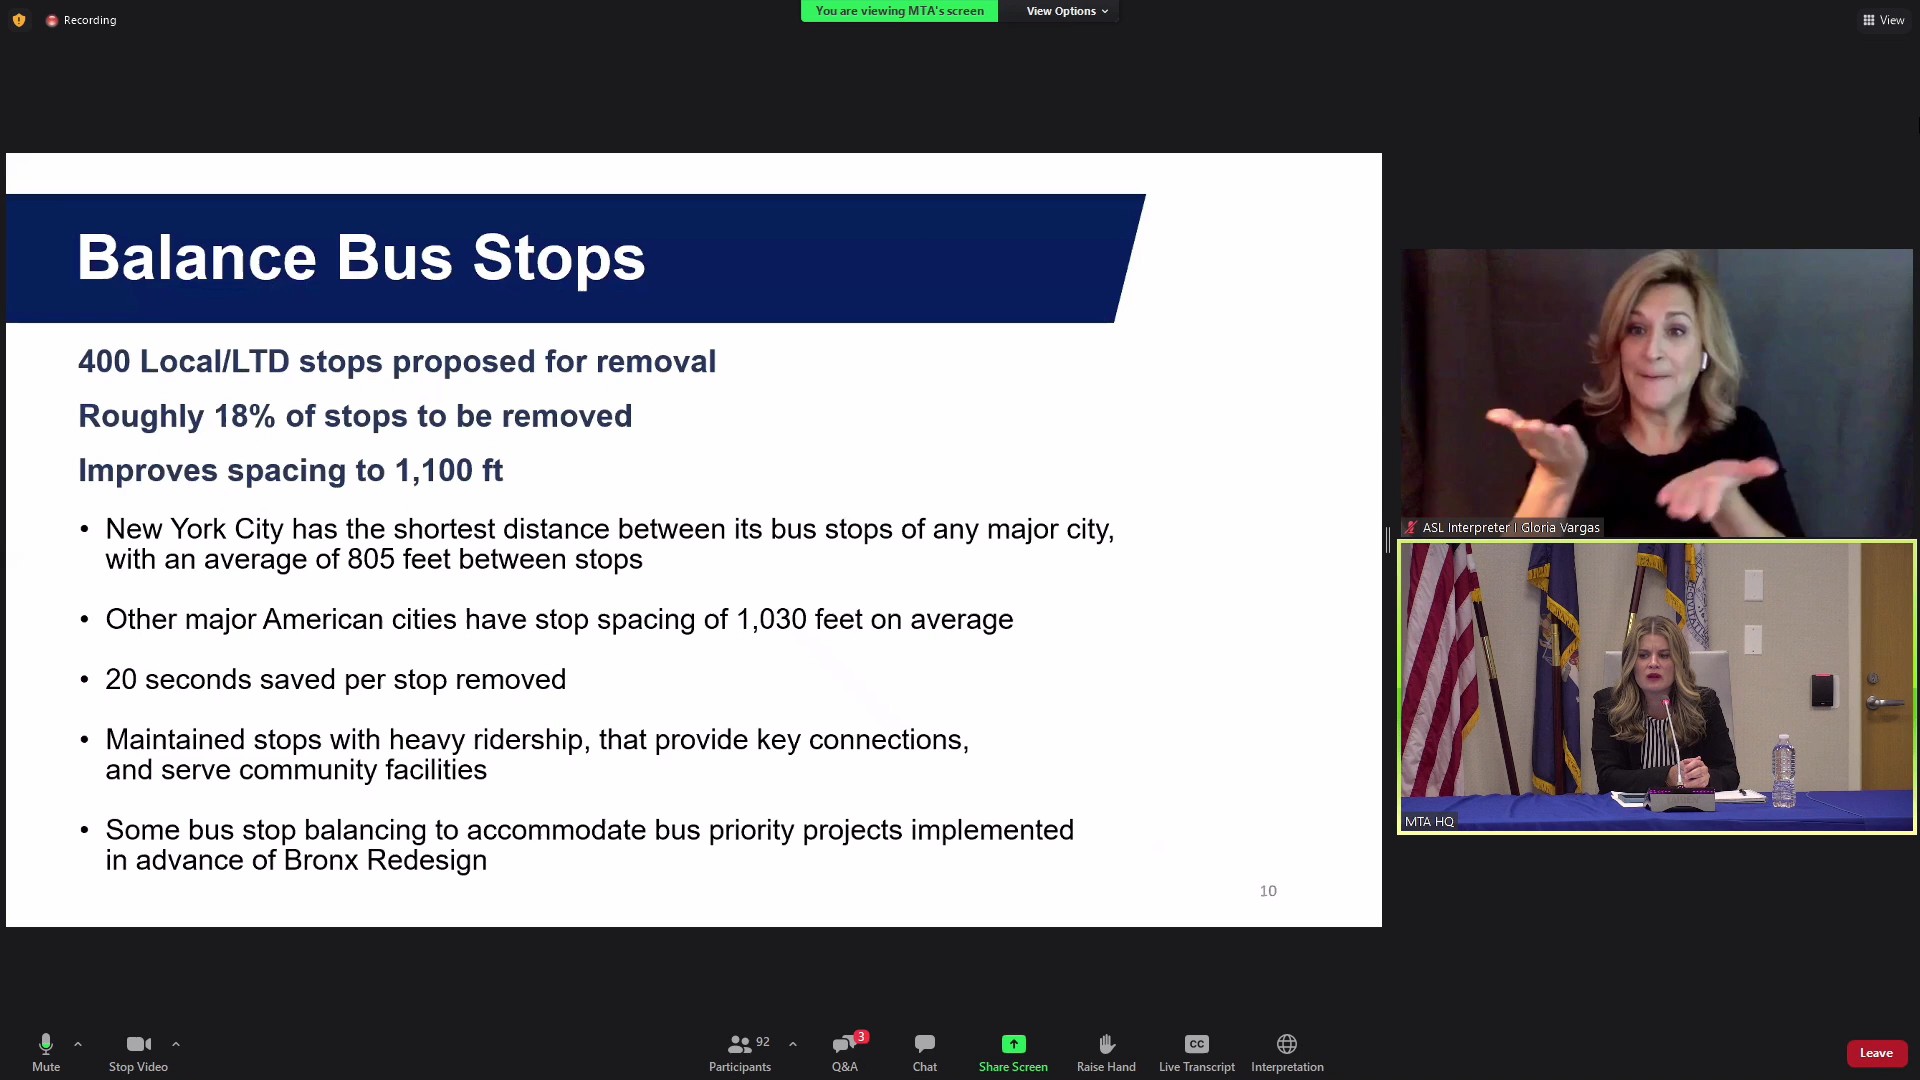 Recording
You are viewing MTA's screen
View Options
View
Balance Bus Stops
400 Local/LTD stops proposed for removal
Roughly 18% of stops to be removed
Improves spacing to 1,100 ft
• New York City has the shortest distance between its bus stops of any major city,
with an average of 805 feet between stops
• Other major American cities have stop spacing of 1,030 feet on average
• 20 seconds saved per stop removed
• Maintained stops with heavy ridership, that provide key connections,
and serve community facilities
• Some bus stop balancing to accommodate bus priority projects implemented
in advance of Bronx Redesign
10
ASL Interpreter | Gloria Vargas
MTA HQ
Mute
Stop Video
92
Participants
3
Q&A
Chat
Share Screen
Raise Hand
CC
Live Transcript
Interpretation
Leave